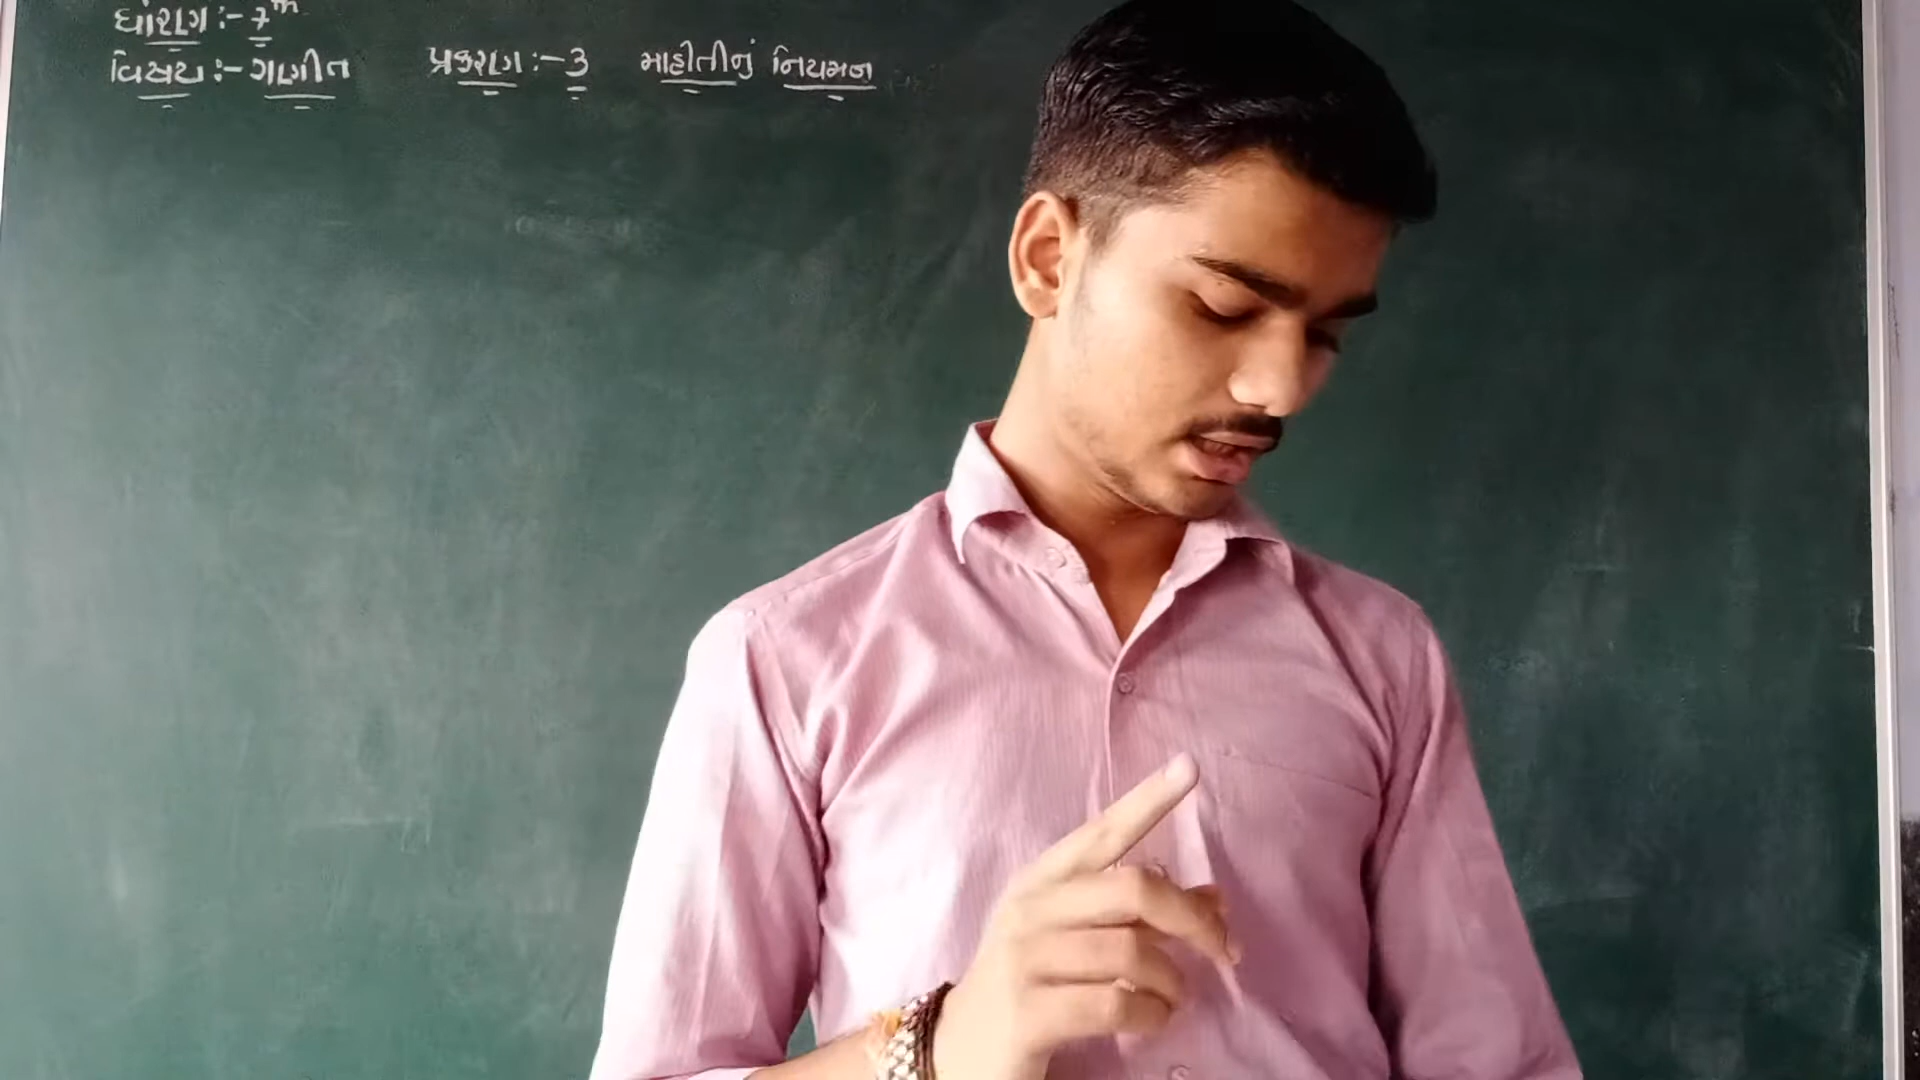 ધોરણ :- 7th
વિષય :- ગણીત પ્રકરણ :- 3 માહીતીનું નિયમન